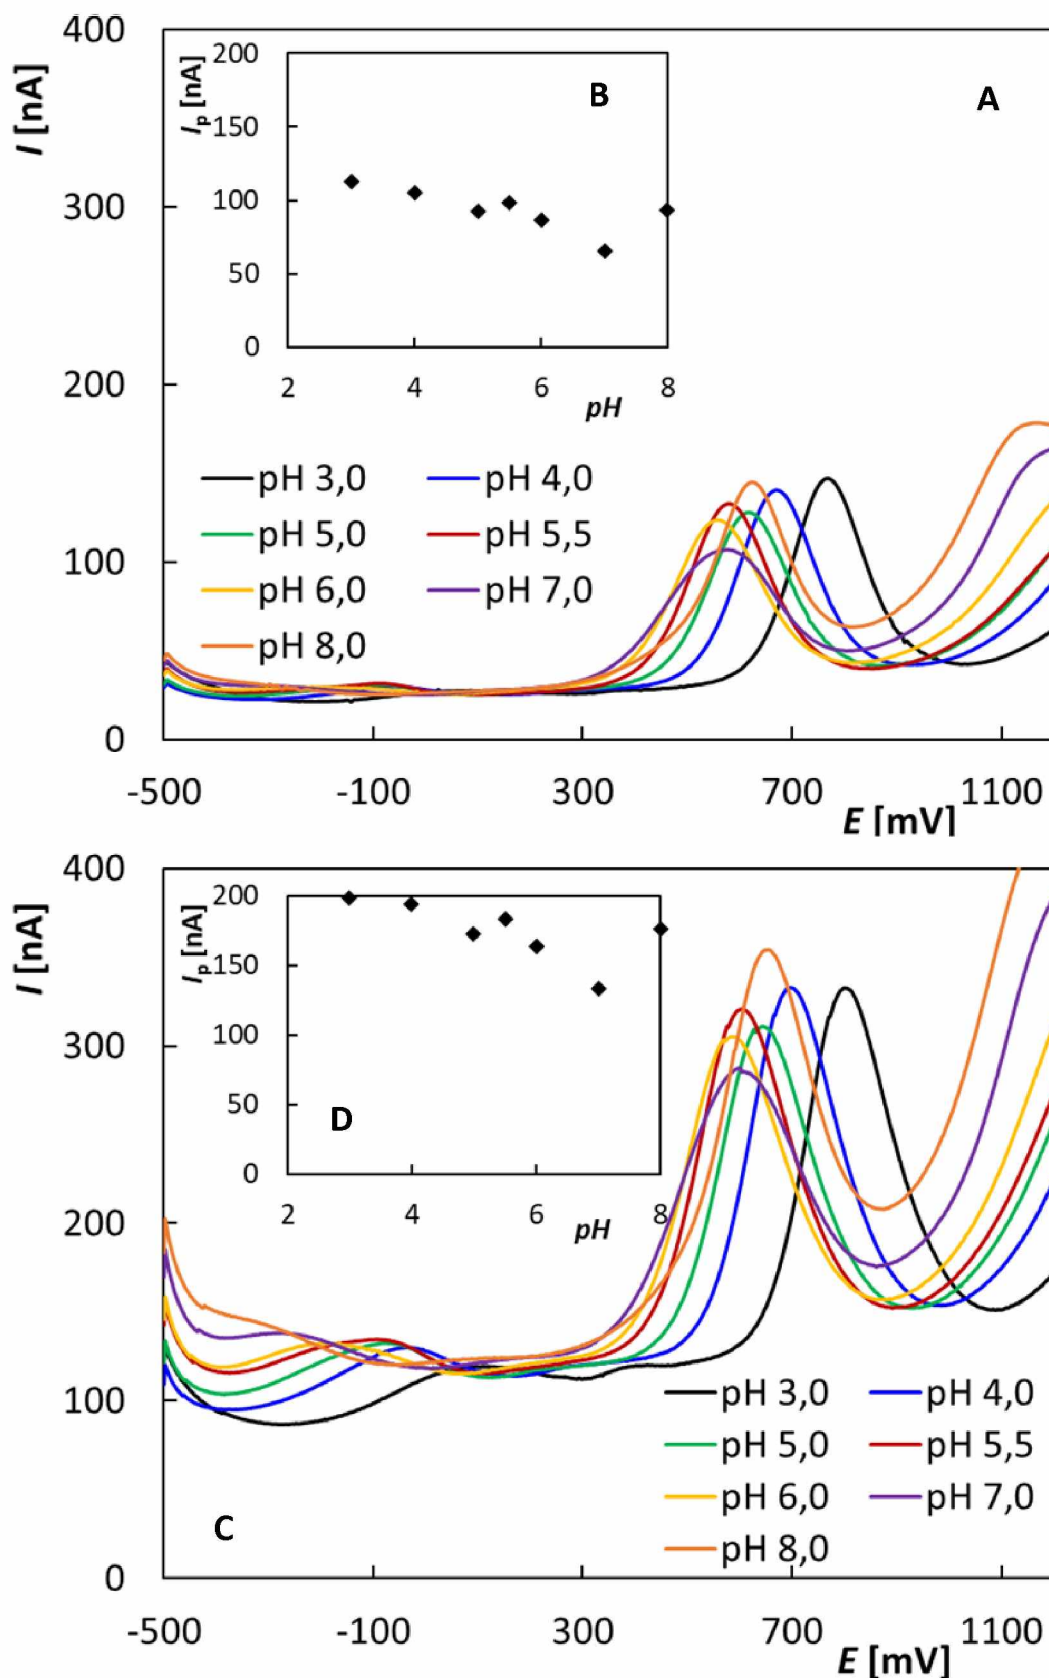 400
I [nA]
300
200
100
0
-500 -100 300 700 1100
E [mV]
A
200
Ip [nA]
150
100
50
0
2 4 6 8
pH
B
pH 3,0 pH 4,0
pH 5,0 pH 5,5
pH 6,0 pH 7,0
pH 8,0
400
I [nA]
300
200
100
0
-500 -100 300 700 1100
E [mV]
C
200
Ip [nA]
150
100
50
0
2 4 6 8
pH
D
pH 3,0 pH 4,0
pH 5,0 pH 5,5
pH 6,0 pH 7,0
pH 8,0